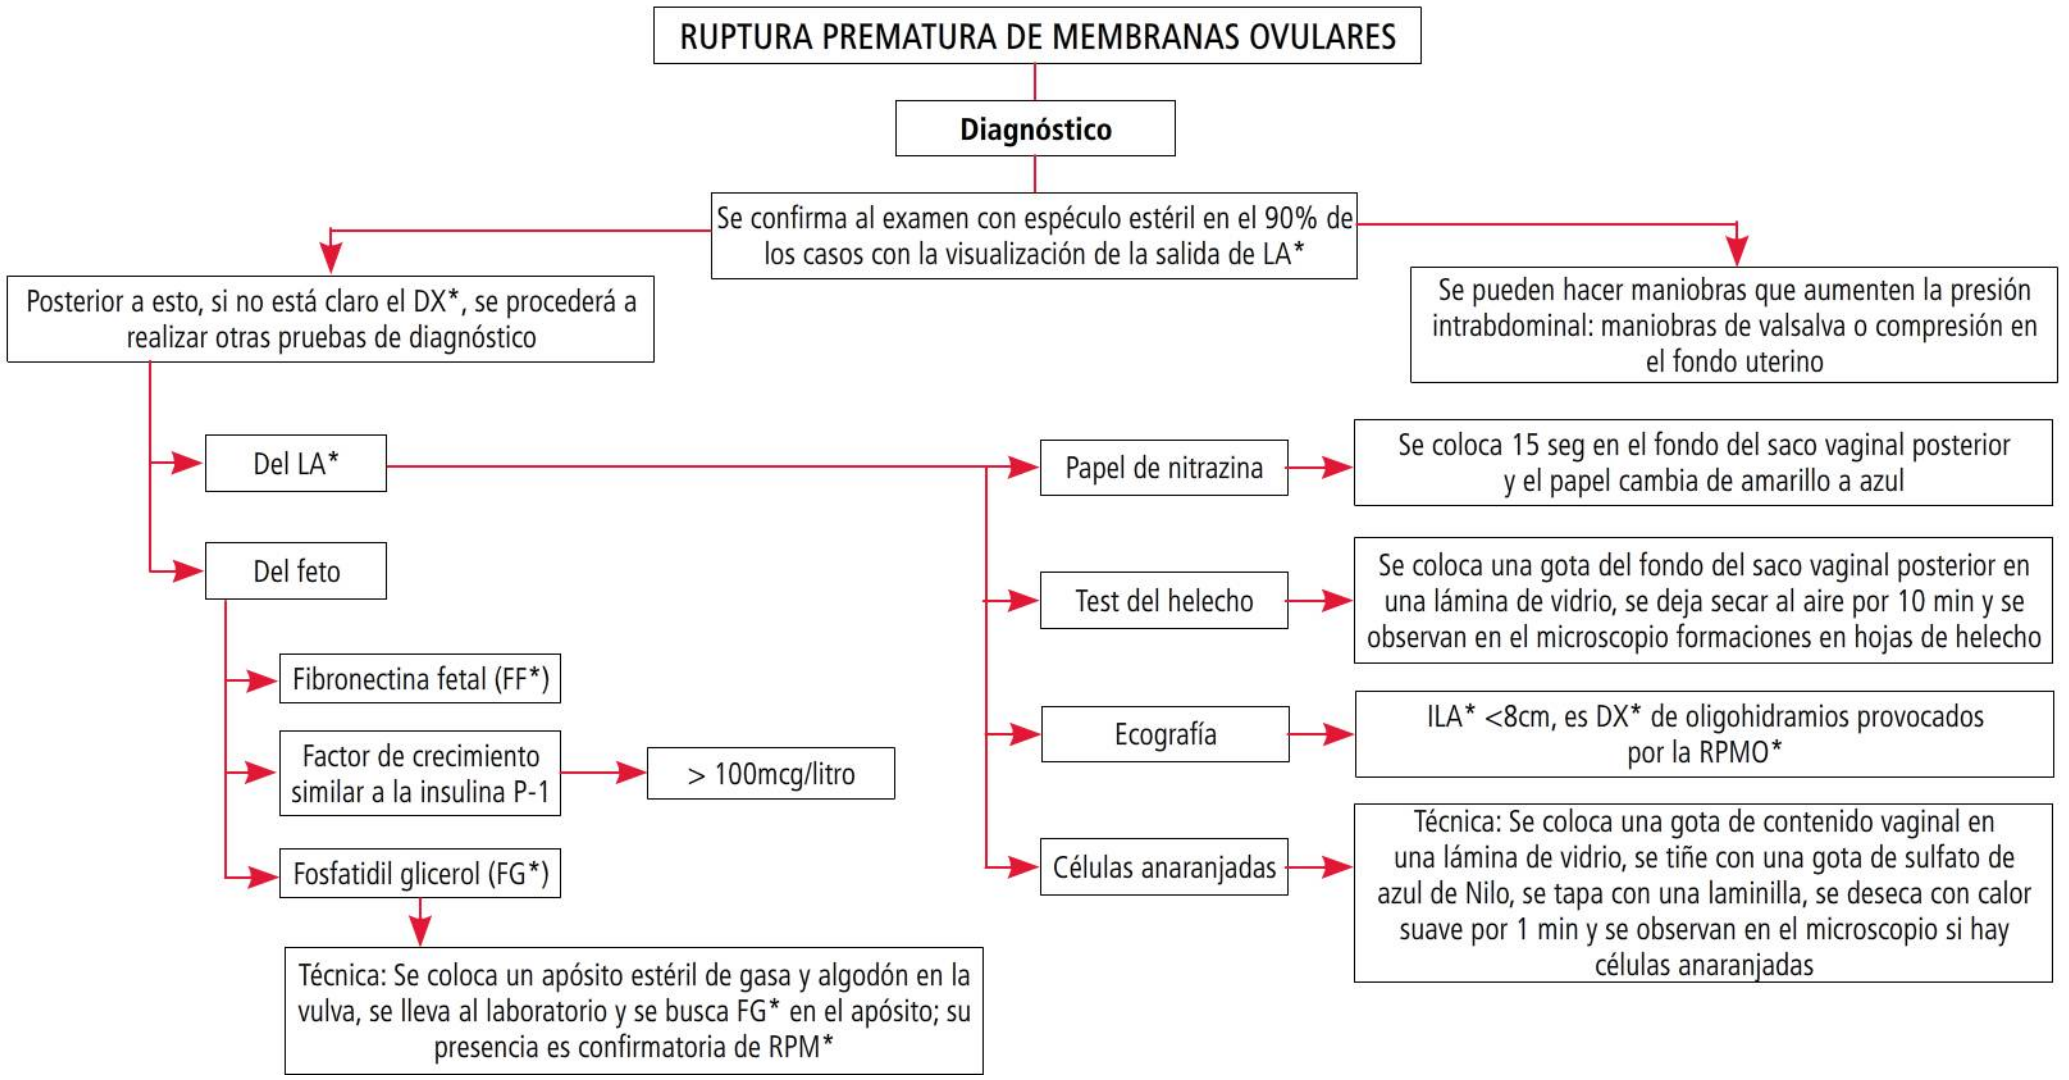 RUPTURA PREMATURA DE MEMBRANAS OVULARES
Diagnóstico
Se confirma al examen con espéculo estéril en el 90% de
los casos con la visualización de la salida de LA*
Posterior a esto, si no está claro el DX*, se procederá a
realizar otras pruebas de diagnóstico
Se pueden hacer maniobras que aumenten la presión
intrabdominal: maniobras de valsalva o compresión en
el fondo uterino
Del LA*
Papel de nitrazina
Se coloca 15 seg en el fondo del saco vaginal posterior
y el papel cambia de amarillo a azul
Test del helecho
Se coloca una gota del fondo del saco vaginal posterior en
una lámina de vidrio, se deja secar al aire por 10 min y se
observan en el microscopio formaciones en hojas de helecho
Ecografía
ILA* <8cm, es DX* de oligohidramios provocados
por la RPMO*
Células anaranjadas
Técnica: Se coloca una gota de contenido vaginal en
una lámina de vidrio, se tiñe con una gota de sulfato de
azul de Nilo, se tapa con una laminilla, se deseca con calor
suave por 1 min y se observan en el microscopio si hay
células anaranjadas
Del feto
Fibronectina fetal (FF*)
Factor de crecimiento
similar a la insulina P-1
> 100mcg/litro
Fosfatidil glicerol (FG*)
Técnica: Se coloca un apósito estéril de gasa y algodón en la
vulva, se lleva al laboratorio y se busca FG* en el apósito; su
presencia es confirmatoria de RPM*